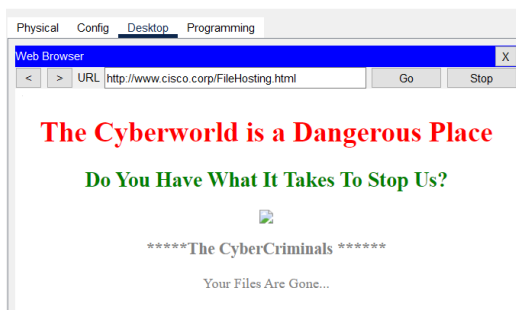 Physical Config Desktop Programming
Web Browser X
< > URL http://www.cisco.corp/FileHosting.html Go Stop
The Cyberworld is a Dangerous Place
Do You Have What It Takes To Stop Us?
*****The CyberCriminals ******
Your Files Are Gone...